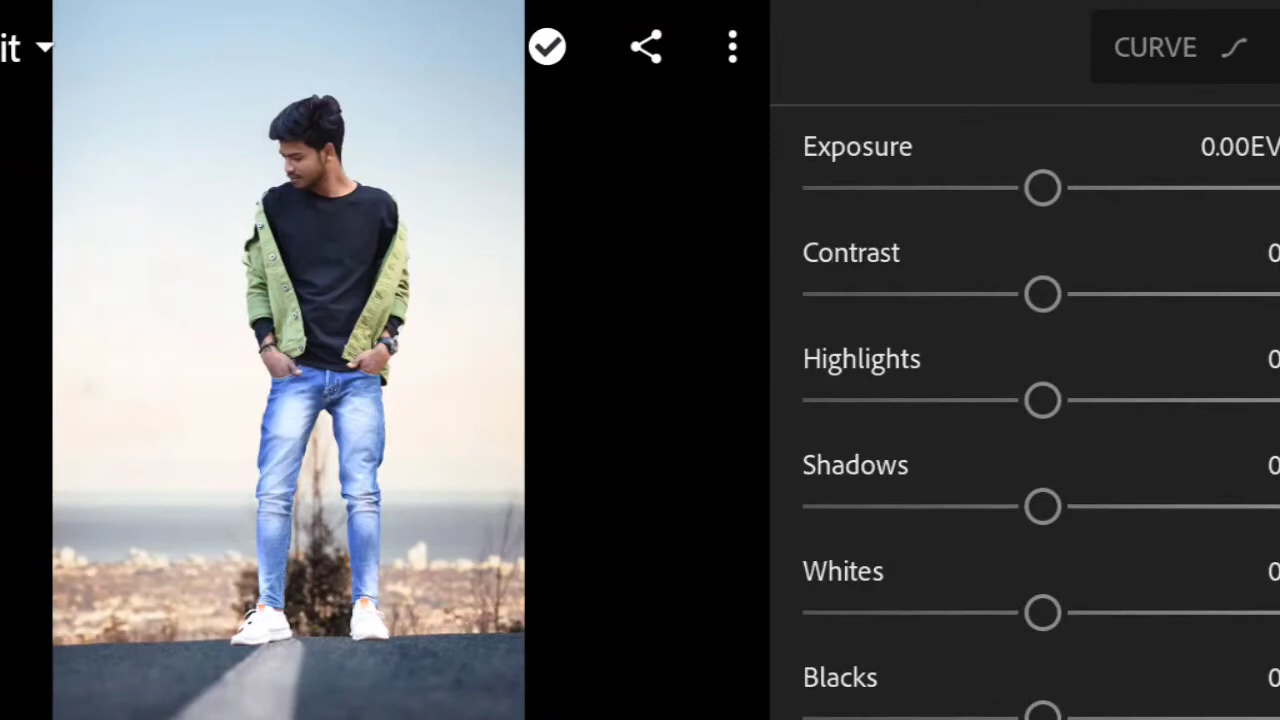 it
CURVE
Exposure 0.00EV
Contrast 0
Highlights 0
Shadows 0
Whites 0
Blacks 0